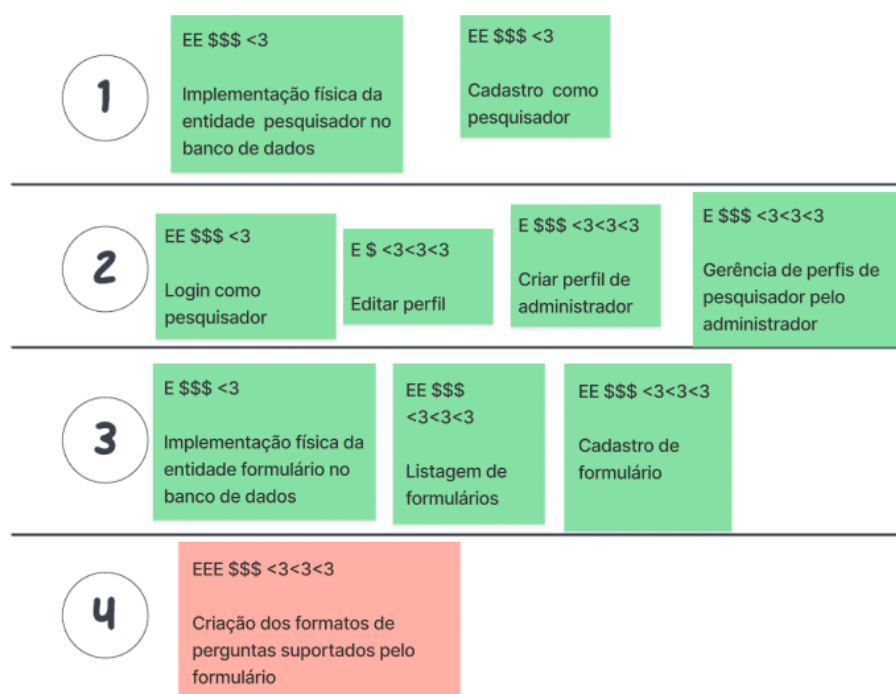 1
EE $$$ <3
Implementação física da
entidade pesquisador no
banco de dados
EE $$$ <3
Cadastro como
pesquisador
2
EE $$$ <3
Login como
pesquisador
E $ <3<3<3
Editar perfil
E $$$ <3<3<3
Criar perfil de
administrador
E $$$ <3<3<3
Gerência de perfis de
pesquisador pelo
administrador
3
E $$$ <3
Implementação física da
entidade formulário no
banco de dados
EE $$$
<3<3<3
Listagem de
formulários
EE $$$ <3<3<3
Cadastro de
formulário
4
EEE $$$ <3<3<3
Criação dos formatos de
perguntas suportados pelo
formulário